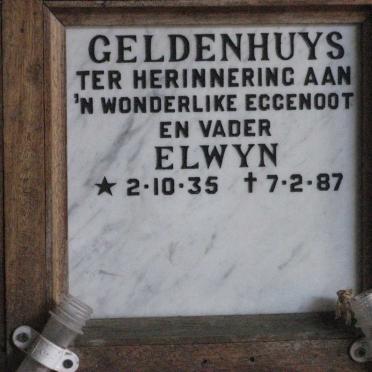 GELDENHUYS
TER HERINNERING AAN
'N WONDERLIKE EGGENOOT
EN VADER
ELWYN
★ 2·10·35 † 7·2·87